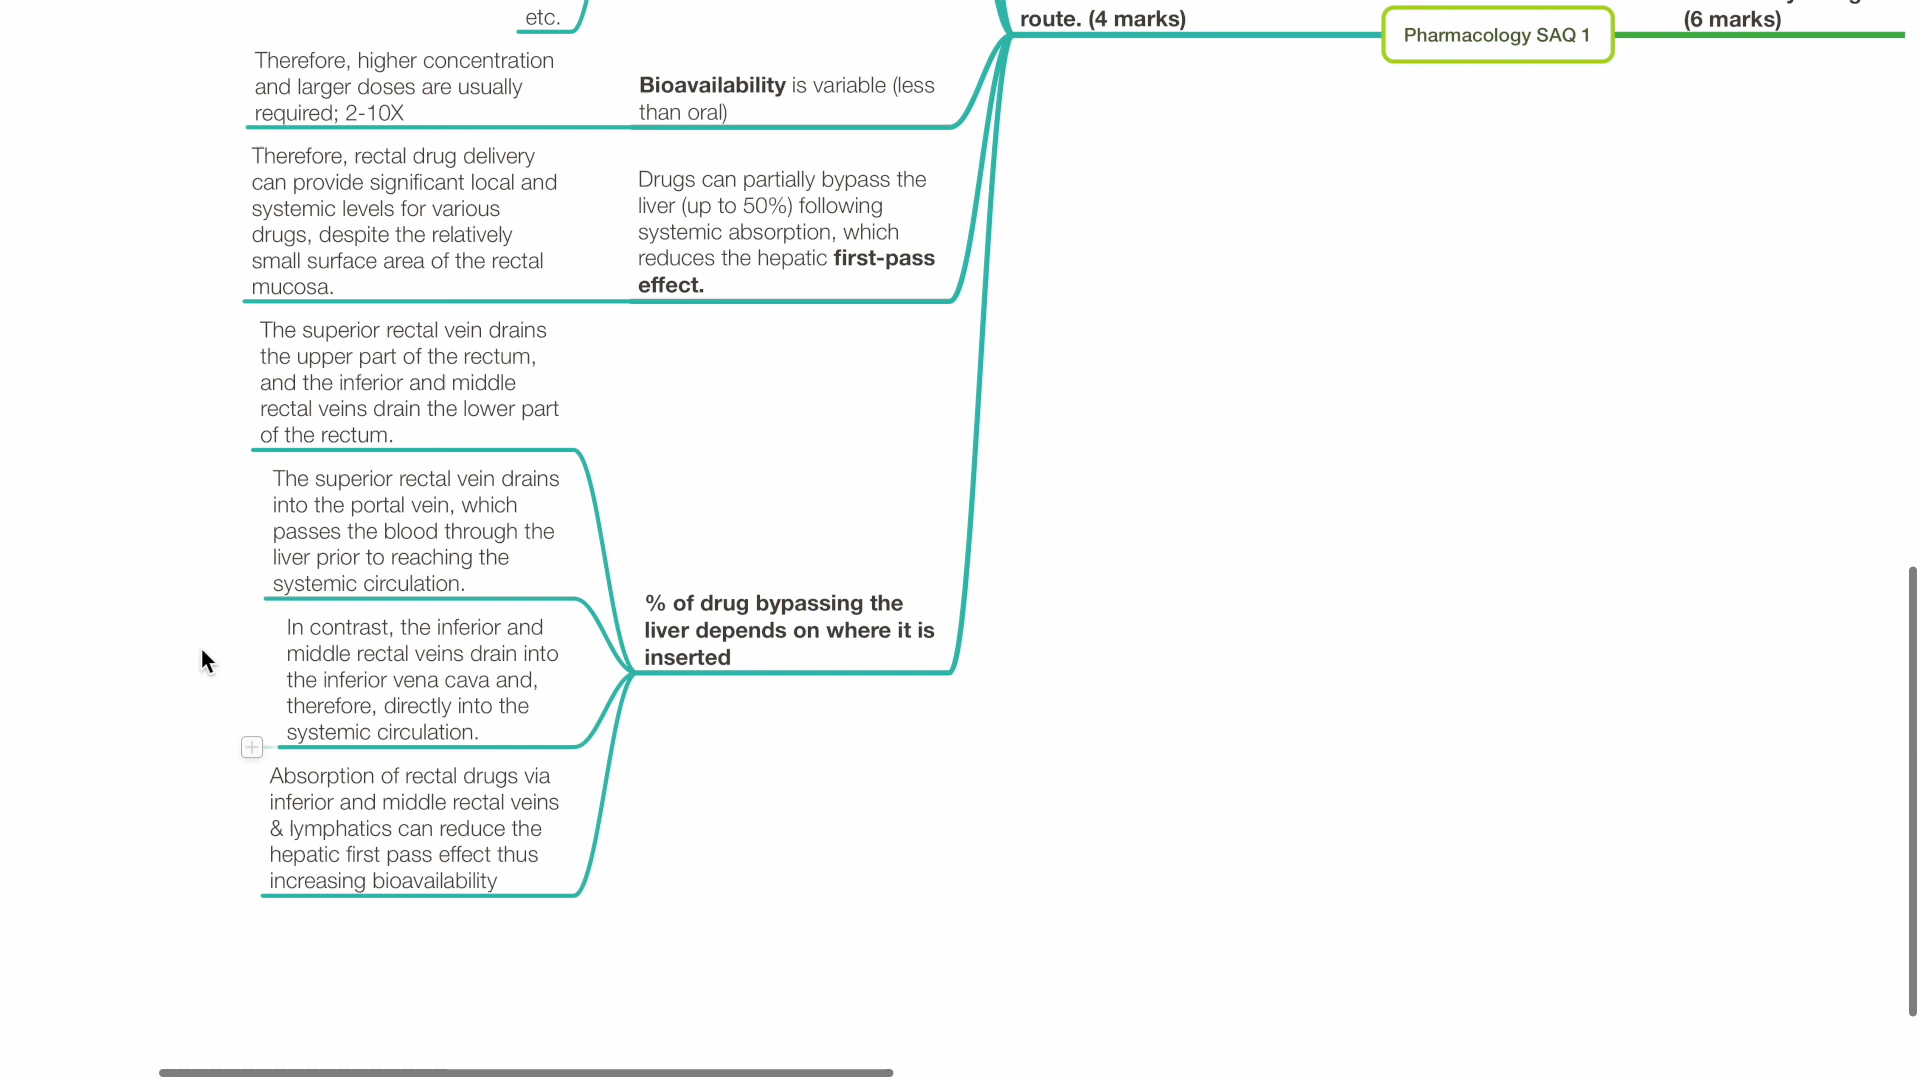 etc.
route. (4 marks)
Pharmacology SAQ 1
(6 marks)
Therefore, higher concentration
and larger doses are usually
required; 2-10X
Bioavailability is variable (less
than oral)
Therefore, rectal drug delivery
can provide significant local and
systemic levels for various
drugs, despite the relatively
small surface area of the rectal
mucosa.
Drugs can partially bypass the
liver (up to 50%) following
systemic absorption, which
reduces the hepatic first-pass
effect.
The superior rectal vein drains
the upper part of the rectum,
and the inferior and middle
rectal veins drain the lower part
of the rectum.
The superior rectal vein drains
into the portal vein, which
passes the blood through the
liver prior to reaching the
systemic circulation.
% of drug bypassing the
liver depends on where it is
inserted
In contrast, the inferior and
middle rectal veins drain into
the inferior vena cava and,
therefore, directly into the
systemic circulation.
Absorption of rectal drugs via
inferior and middle rectal veins
& lymphatics can reduce the
hepatic first pass effect thus
increasing bioavailability